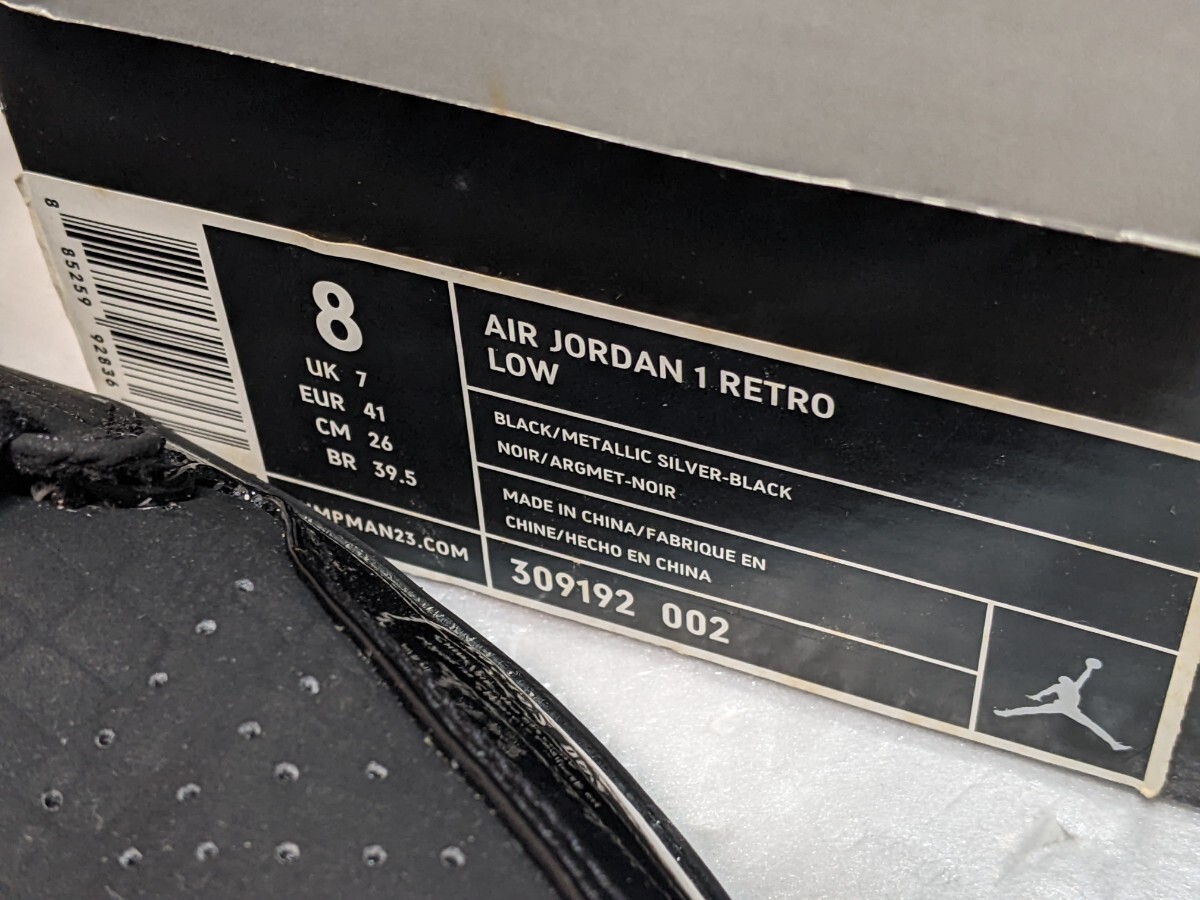 8 85259 92836
8
UK 7
EUR 41
CM 26
BR 39.5
MPMAN23.COM
AIR JORDAN 1 RETRO
LOW
BLACK/METALLIC SILVER-BLACK
NOIR/ARGMET-NOIR
MADE IN CHINA/FABRIQUE EN
CHINE/HECHO EN CHINA
309192 002